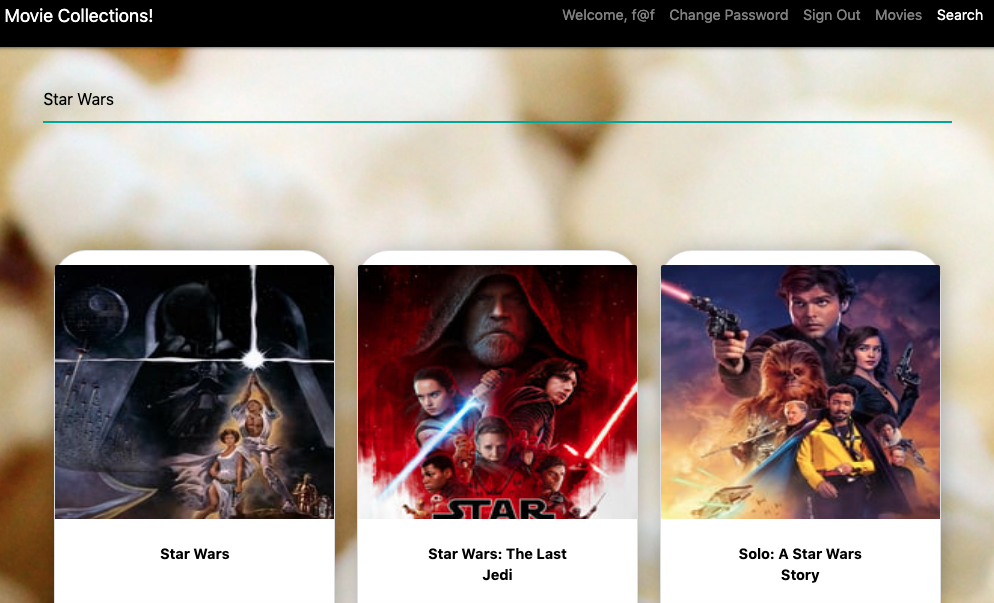 Movie Collections!
Welcome, f@f Change Password Sign Out Movies Search
Star Wars
STAR
Star Wars
Star Wars: The Last
Jedi
Solo: A Star Wars
Story